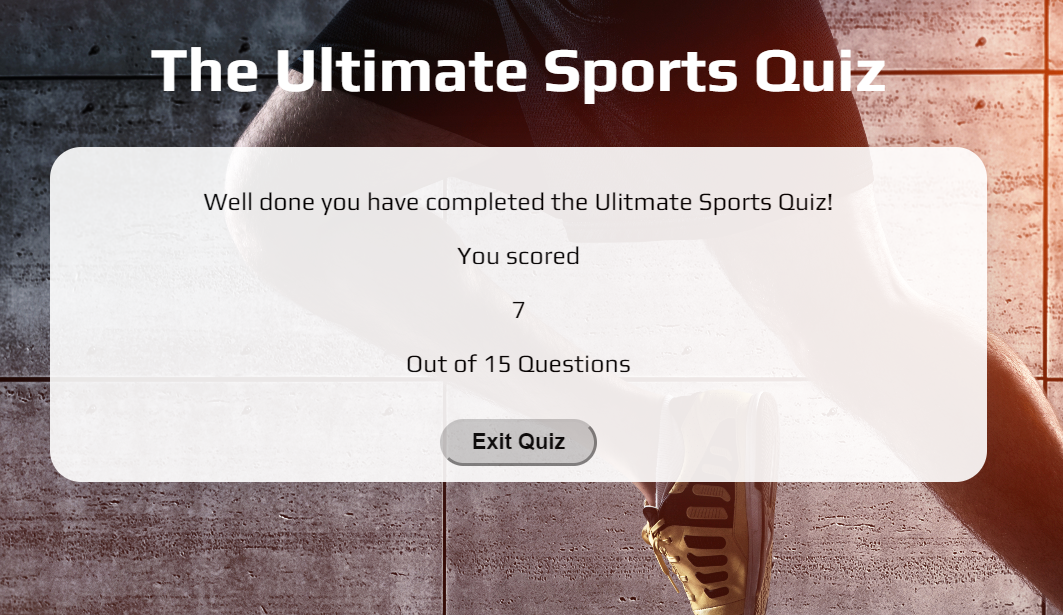 The Ultimate Sports Quiz
Well done you have completed the Ulitmate Sports Quiz!
You scored
7
Out of 15 Questions
Exit Quiz